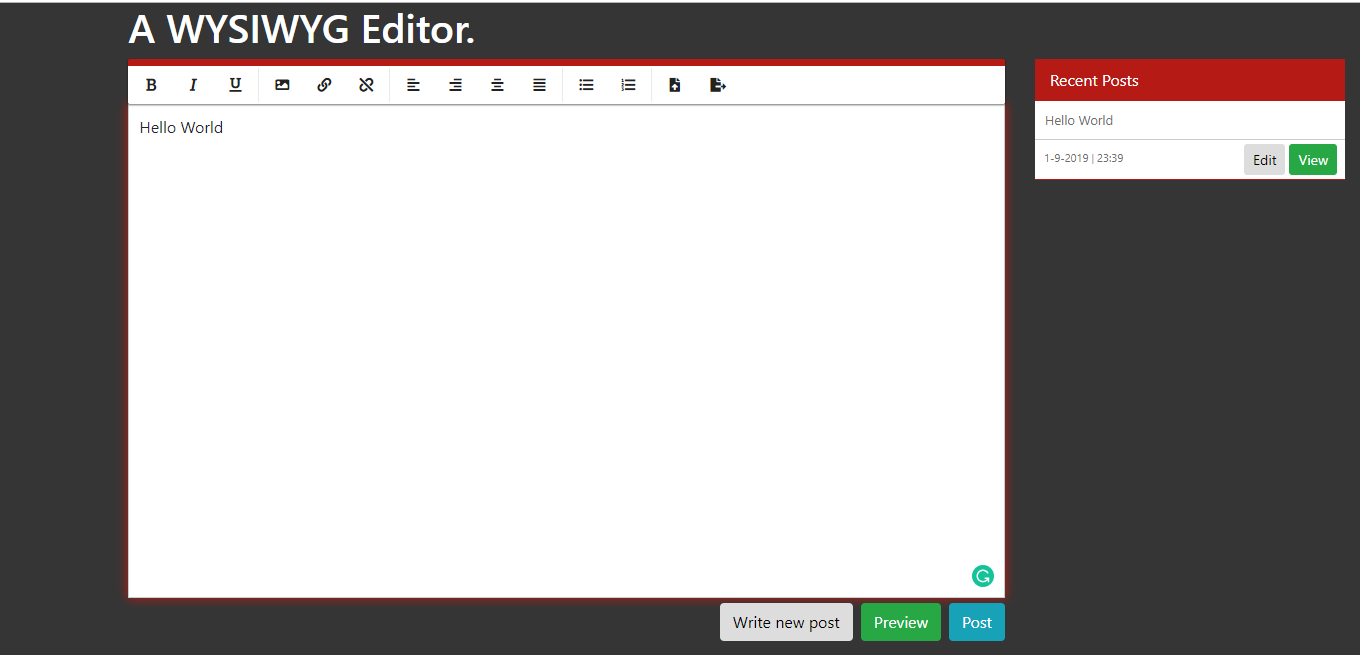 A WYSIWYG Editor.
B I U
Hello World
Write new post Preview Post
Recent Posts
Hello World
1-9-2019 | 23:39 Edit View